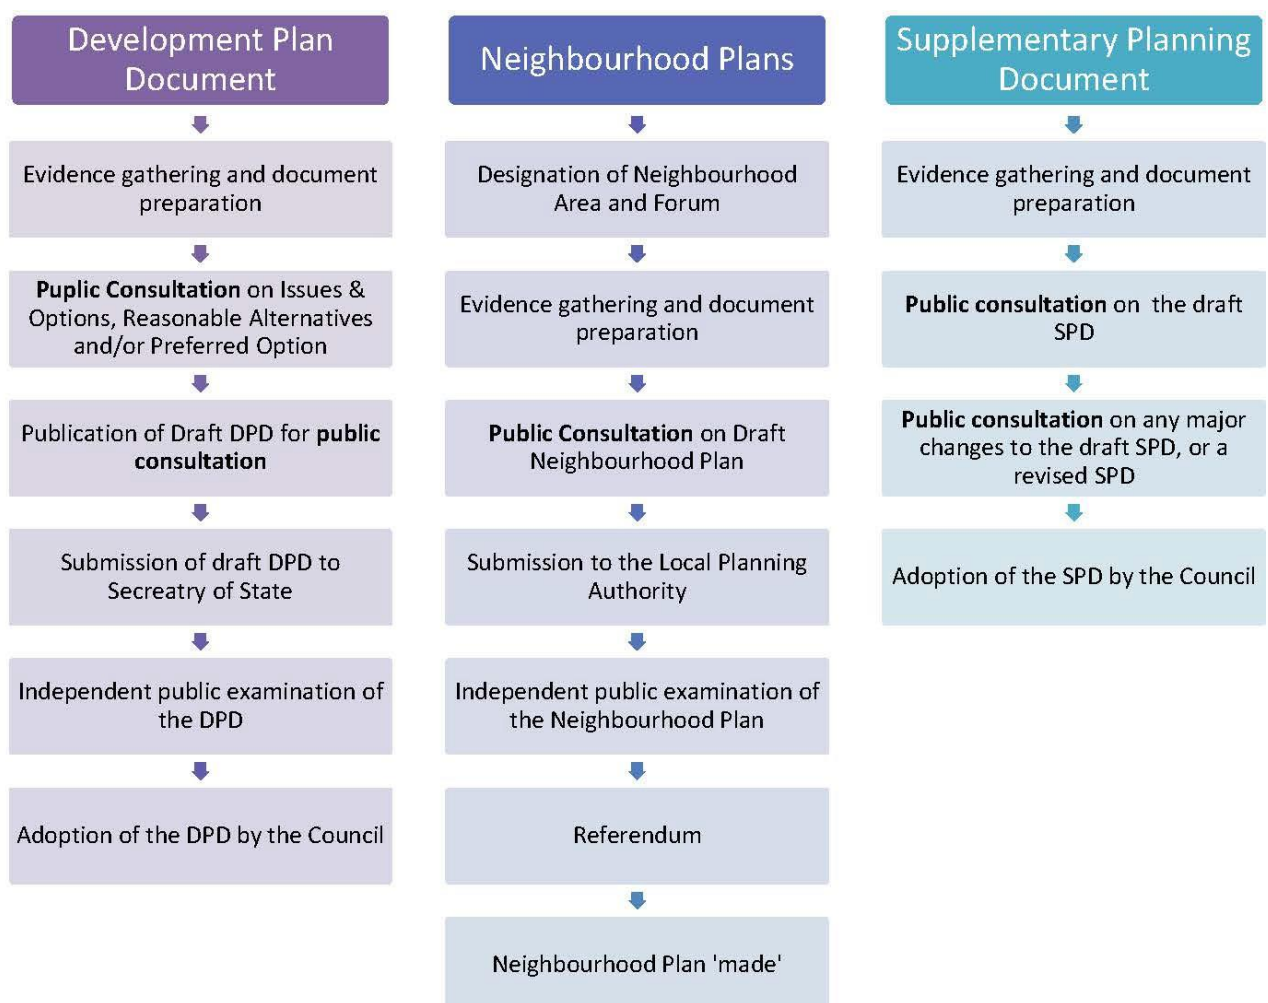 Development Plan
Document
Evidence gathering and document
preparation
Puplic Consultation on Issues &
Options, Reasonable Alternatives
and/or Preferred Option
Publication of Draft DPD for public
consultation
Submission of draft DPD to
Secreatry of State
Independent public examination of
the DPD
Adoption of the DPD by the Council
Neighbourhood Plans
Designation of Neighbourhood
Area and Forum
Evidence gathering and document
preparation
Public Consultation on Draft
Neighbourhood Plan
Submission to the Local Planning
Authority
Independent public examination of
the Neighbourhood Plan
Referendum
Neighbourhood Plan 'made'
Supplementary Planning
Document
Evidence gathering and document
preparation
Public consultation on the draft
SPD
Public consultation on any major
changes to the draft SPD, or a
revised SPD
Adoption of the SPD by the Council